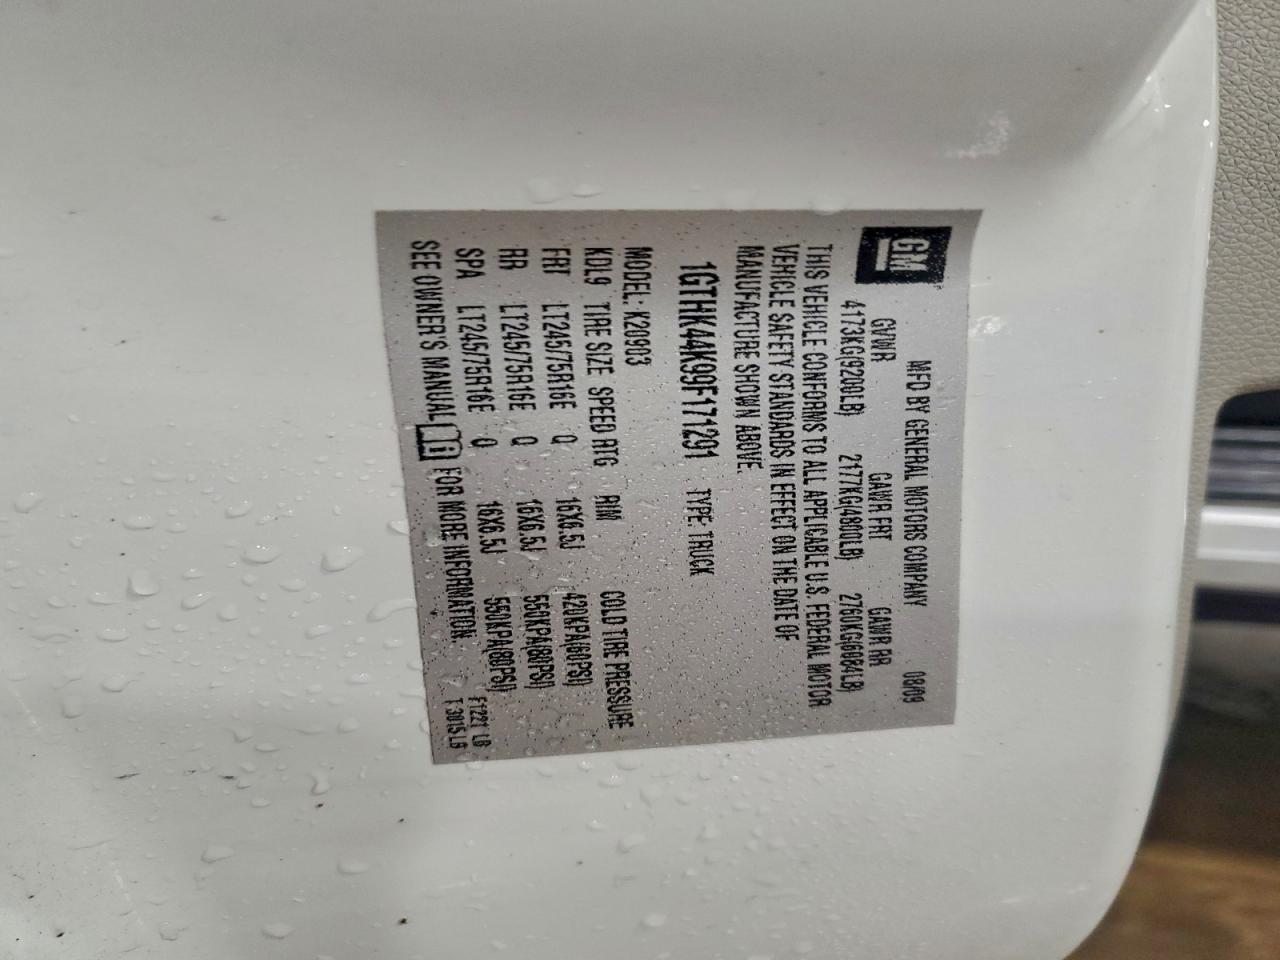 GM
MFD BY GENERAL MOTORS COMPANY 08/09
GVWR GAWR FRT GAWR RR
4173KG(9200LB) 2177KG(4800LB) 2760KG(6084LB)
THIS VEHICLE CONFORMS TO ALL APPLICABLE U.S. FEDERAL MOTOR
VEHICLE SAFETY STANDARDS IN EFFECT ON THE DATE OF
MANUFACTURE SHOWN ABOVE.
1GTHK44K99F171291 TYPE: TRUCK
MODEL: K20903
KDL9 TIRE SIZE SPEED RTG RIM COLD TIRE PRESSURE
FRT LT245/75R16E Q 16X6.5J 420KPA(60PSI)
RR LT245/75R16E Q 16X6.5J 550KPA(80PSI)
SPA LT245/75R16E Q 16X6.5J 550KPA(80PSI)
SEE OWNER'S MANUAL FOR MORE INFORMATION.
F1221 LB
T 3015 LB